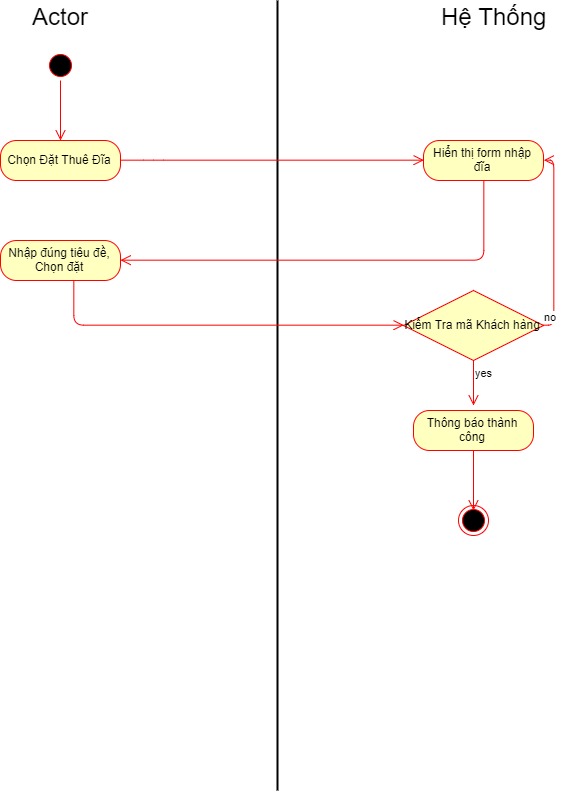 Actor
Hệ Thống
Chọn Đặt Thuê Đĩa
Hiển thị form nhập
đĩa
Nhập đúng tiêu đề,
Chọn đặt
Kiểm Tra mã Khách hàng
no
yes
Thông báo thành
công